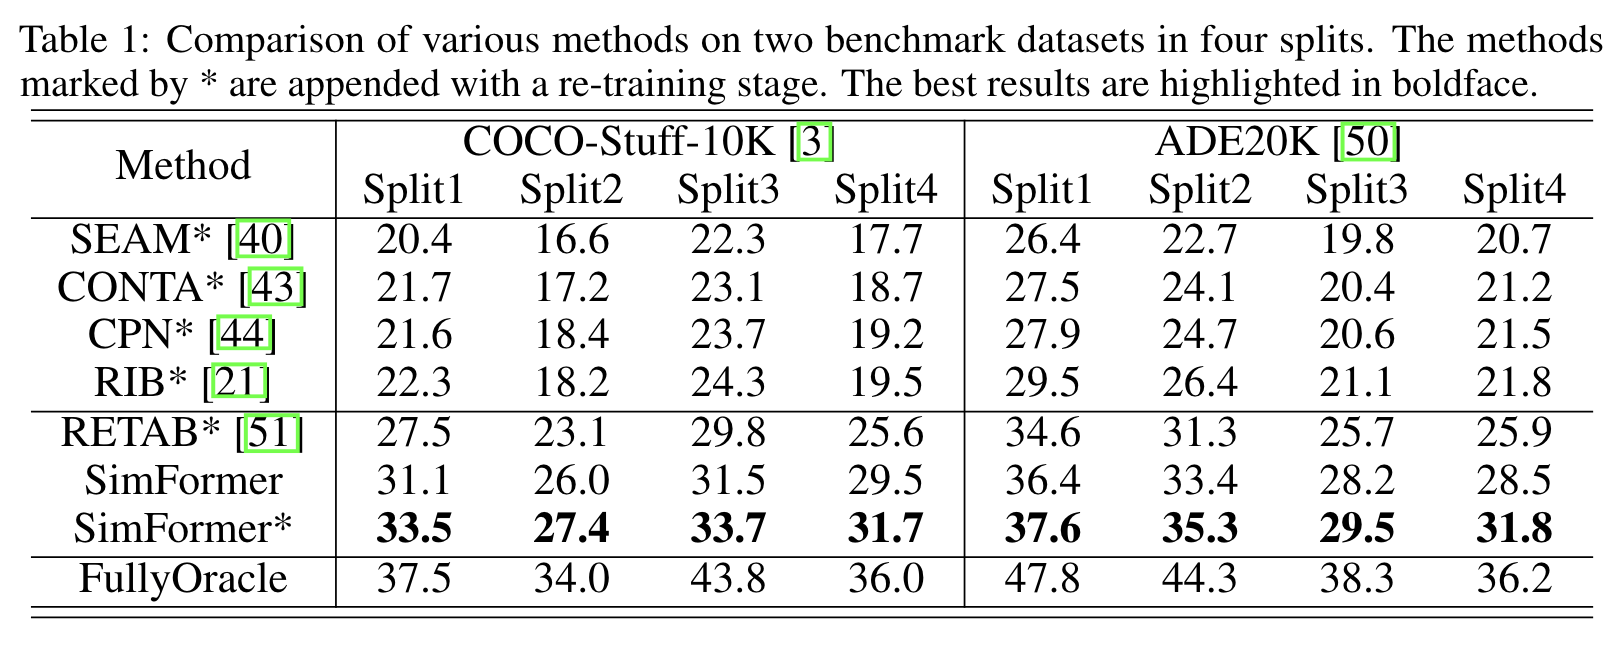 Table 1: Comparison of various methods on two benchmark datasets in four splits. The methods
marked by * are appended with a re-training stage. The best results are highlighted in boldface.
Method COCO-Stuff-10K [3] ADE20K [50]
Split1 Split2 Split3 Split4 Split1 Split2 Split3 Split4
SEAM* [40] 20.4 16.6 22.3 17.7 26.4 22.7 19.8 20.7
CONTA* [43] 21.7 17.2 23.1 18.7 27.5 24.1 20.4 21.2
CPN* [44] 21.6 18.4 23.7 19.2 27.9 24.7 20.6 21.5
RIB* [21] 22.3 18.2 24.3 19.5 29.5 26.4 21.1 21.8
RETAB* [51] 27.5 23.1 29.8 25.6 34.6 31.3 25.7 25.9
SimFormer 31.1 26.0 31.5 29.5 36.4 33.4 28.2 28.5
SimFormer* 33.5 27.4 33.7 31.7 37.6 35.3 29.5 31.8
FullyOracle 37.5 34.0 43.8 36.0 47.8 44.3 38.3 36.2